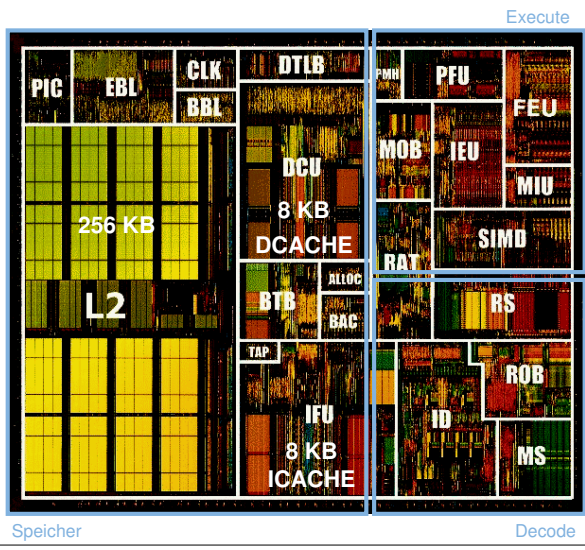 Execute
PIC
EBL
CLK
BBL
DTLB
PMH
PFU
FEU
MOB
IEU
MIU
DCU
8 KB
DCACHE
256 KB
SIMD
RAT
L2
BTB
ALLOC
BAC
RS
TAP
IFU
8 KB
ICACHE
ID
ROB
MS
Speicher
Decode